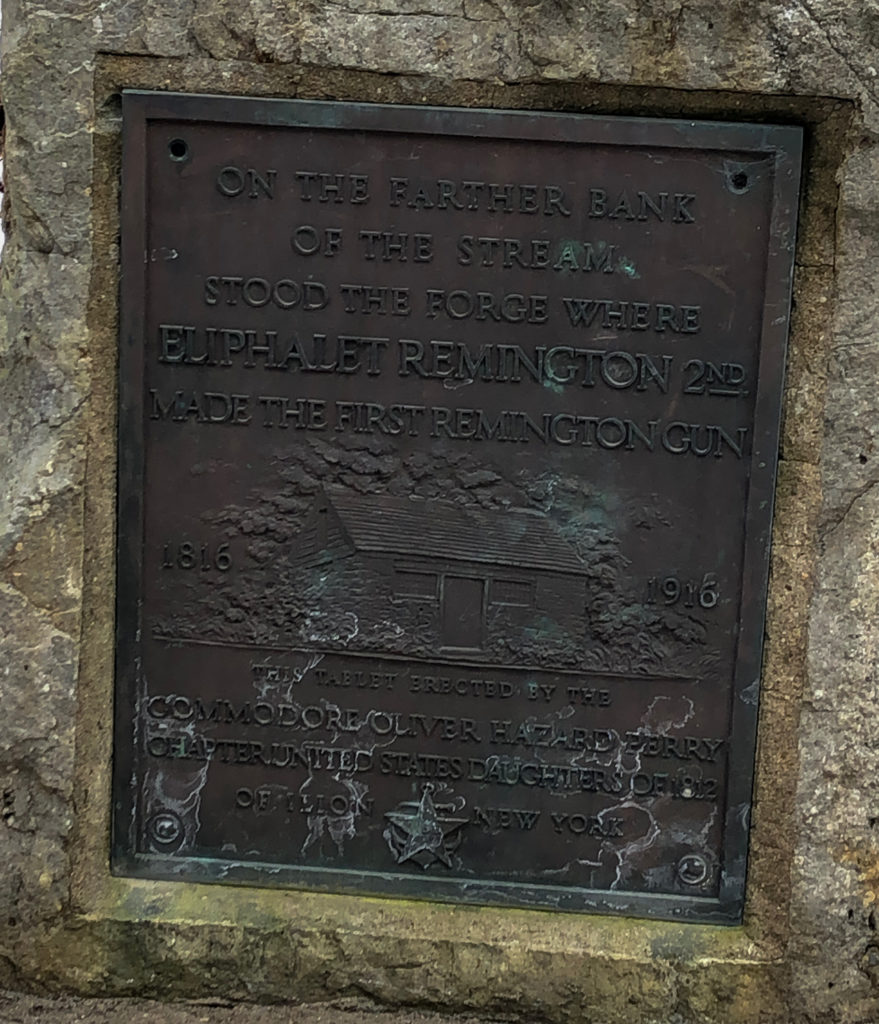 ON THE FARTHER BANK
OF THE STREAM
STOOD THE FORGE WHERE
ELIPHALET REMINGTON 2ND
MADE THE FIRST REMINGTON GUN
1816
1916
THIS TABLET ERECTED BY THE
COMMODORE OLIVER HAZARD PERRY
CHAPTER UNITED STATES DAUGHTERS OF 1812
OF ILION NEW YORK